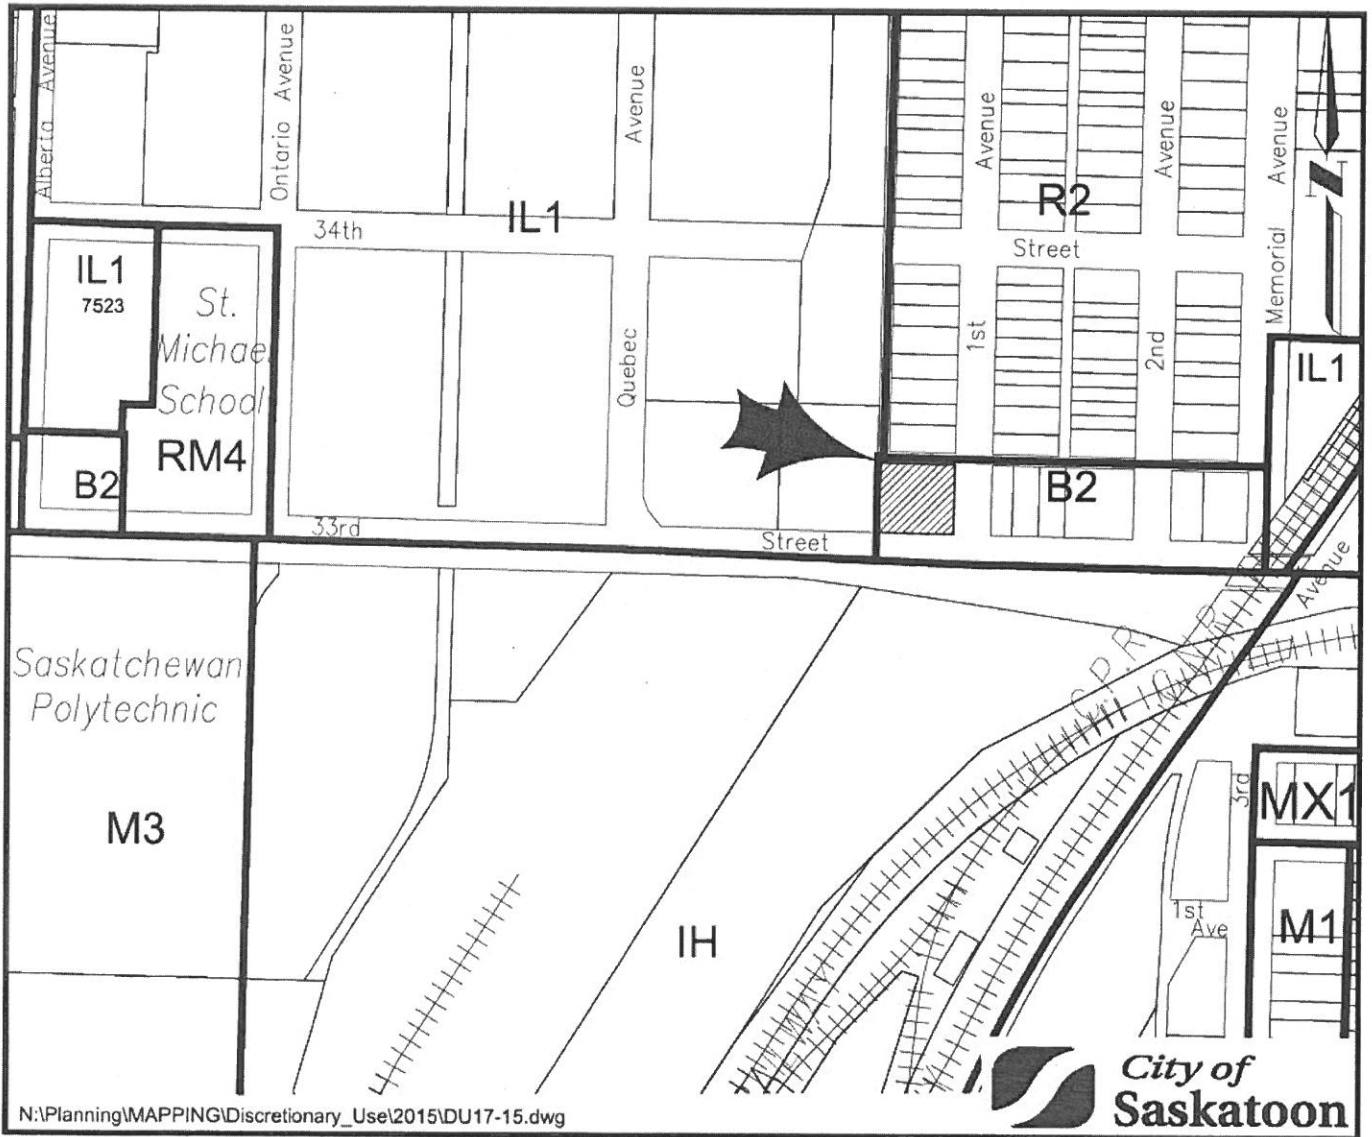 Alberta Avenue
Ontario Avenue
Avenue
Avenue
Avenue
Avenue
R2
34th
IL1
Street
IL1
7523
St.
Michael
School
Quebec
1st
2nd
Memorial
IL1
RM4
B2
B2
33rd
Street
Avenue
Saskatchewan
Polytechnic
C.P.R.
C.N.R.
3rd
MX1
M3
1st
Ave
M1
IH
N
City of
Saskatoon
N:\Planning\MAPPING\Discretionary_Use\2015\DU17-15.dwg